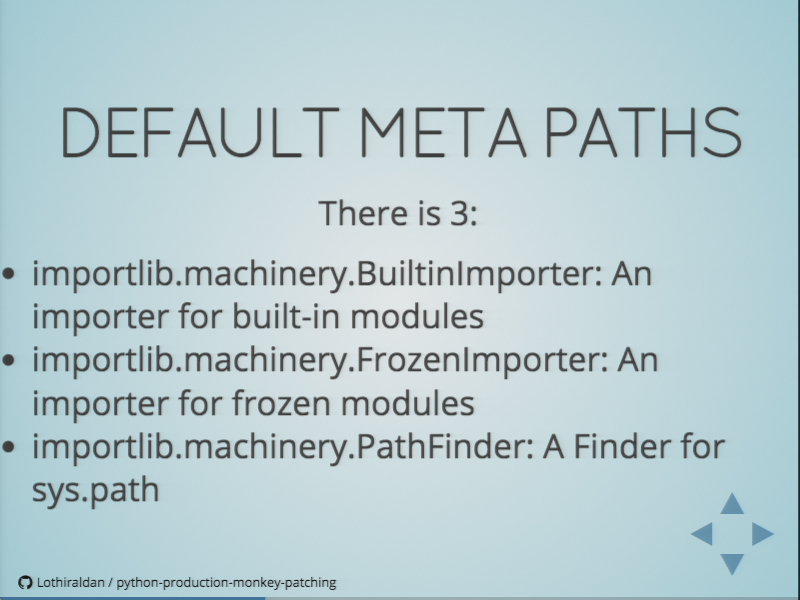 DEFAULT META PATHS
There is 3:
• importlib.machinery.BuiltinImporter: An
importer for built-in modules
• importlib.machinery.FrozenImporter: An
importer for frozen modules
• importlib.machinery.PathFinder: A Finder for
sys.path
Lothiraldan / python-production-monkey-patching